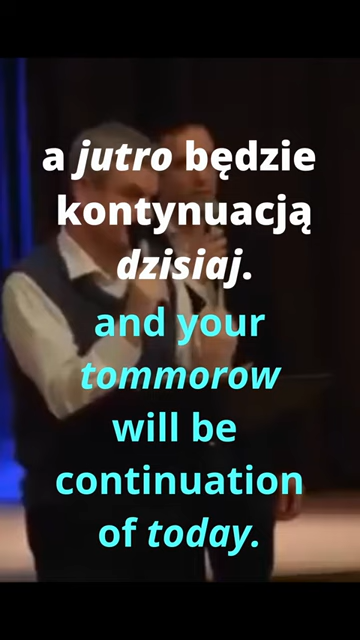 a jutro będzie
kontynuacją
dzisiaj.
and your
tommorow
will be
continuation
of today.